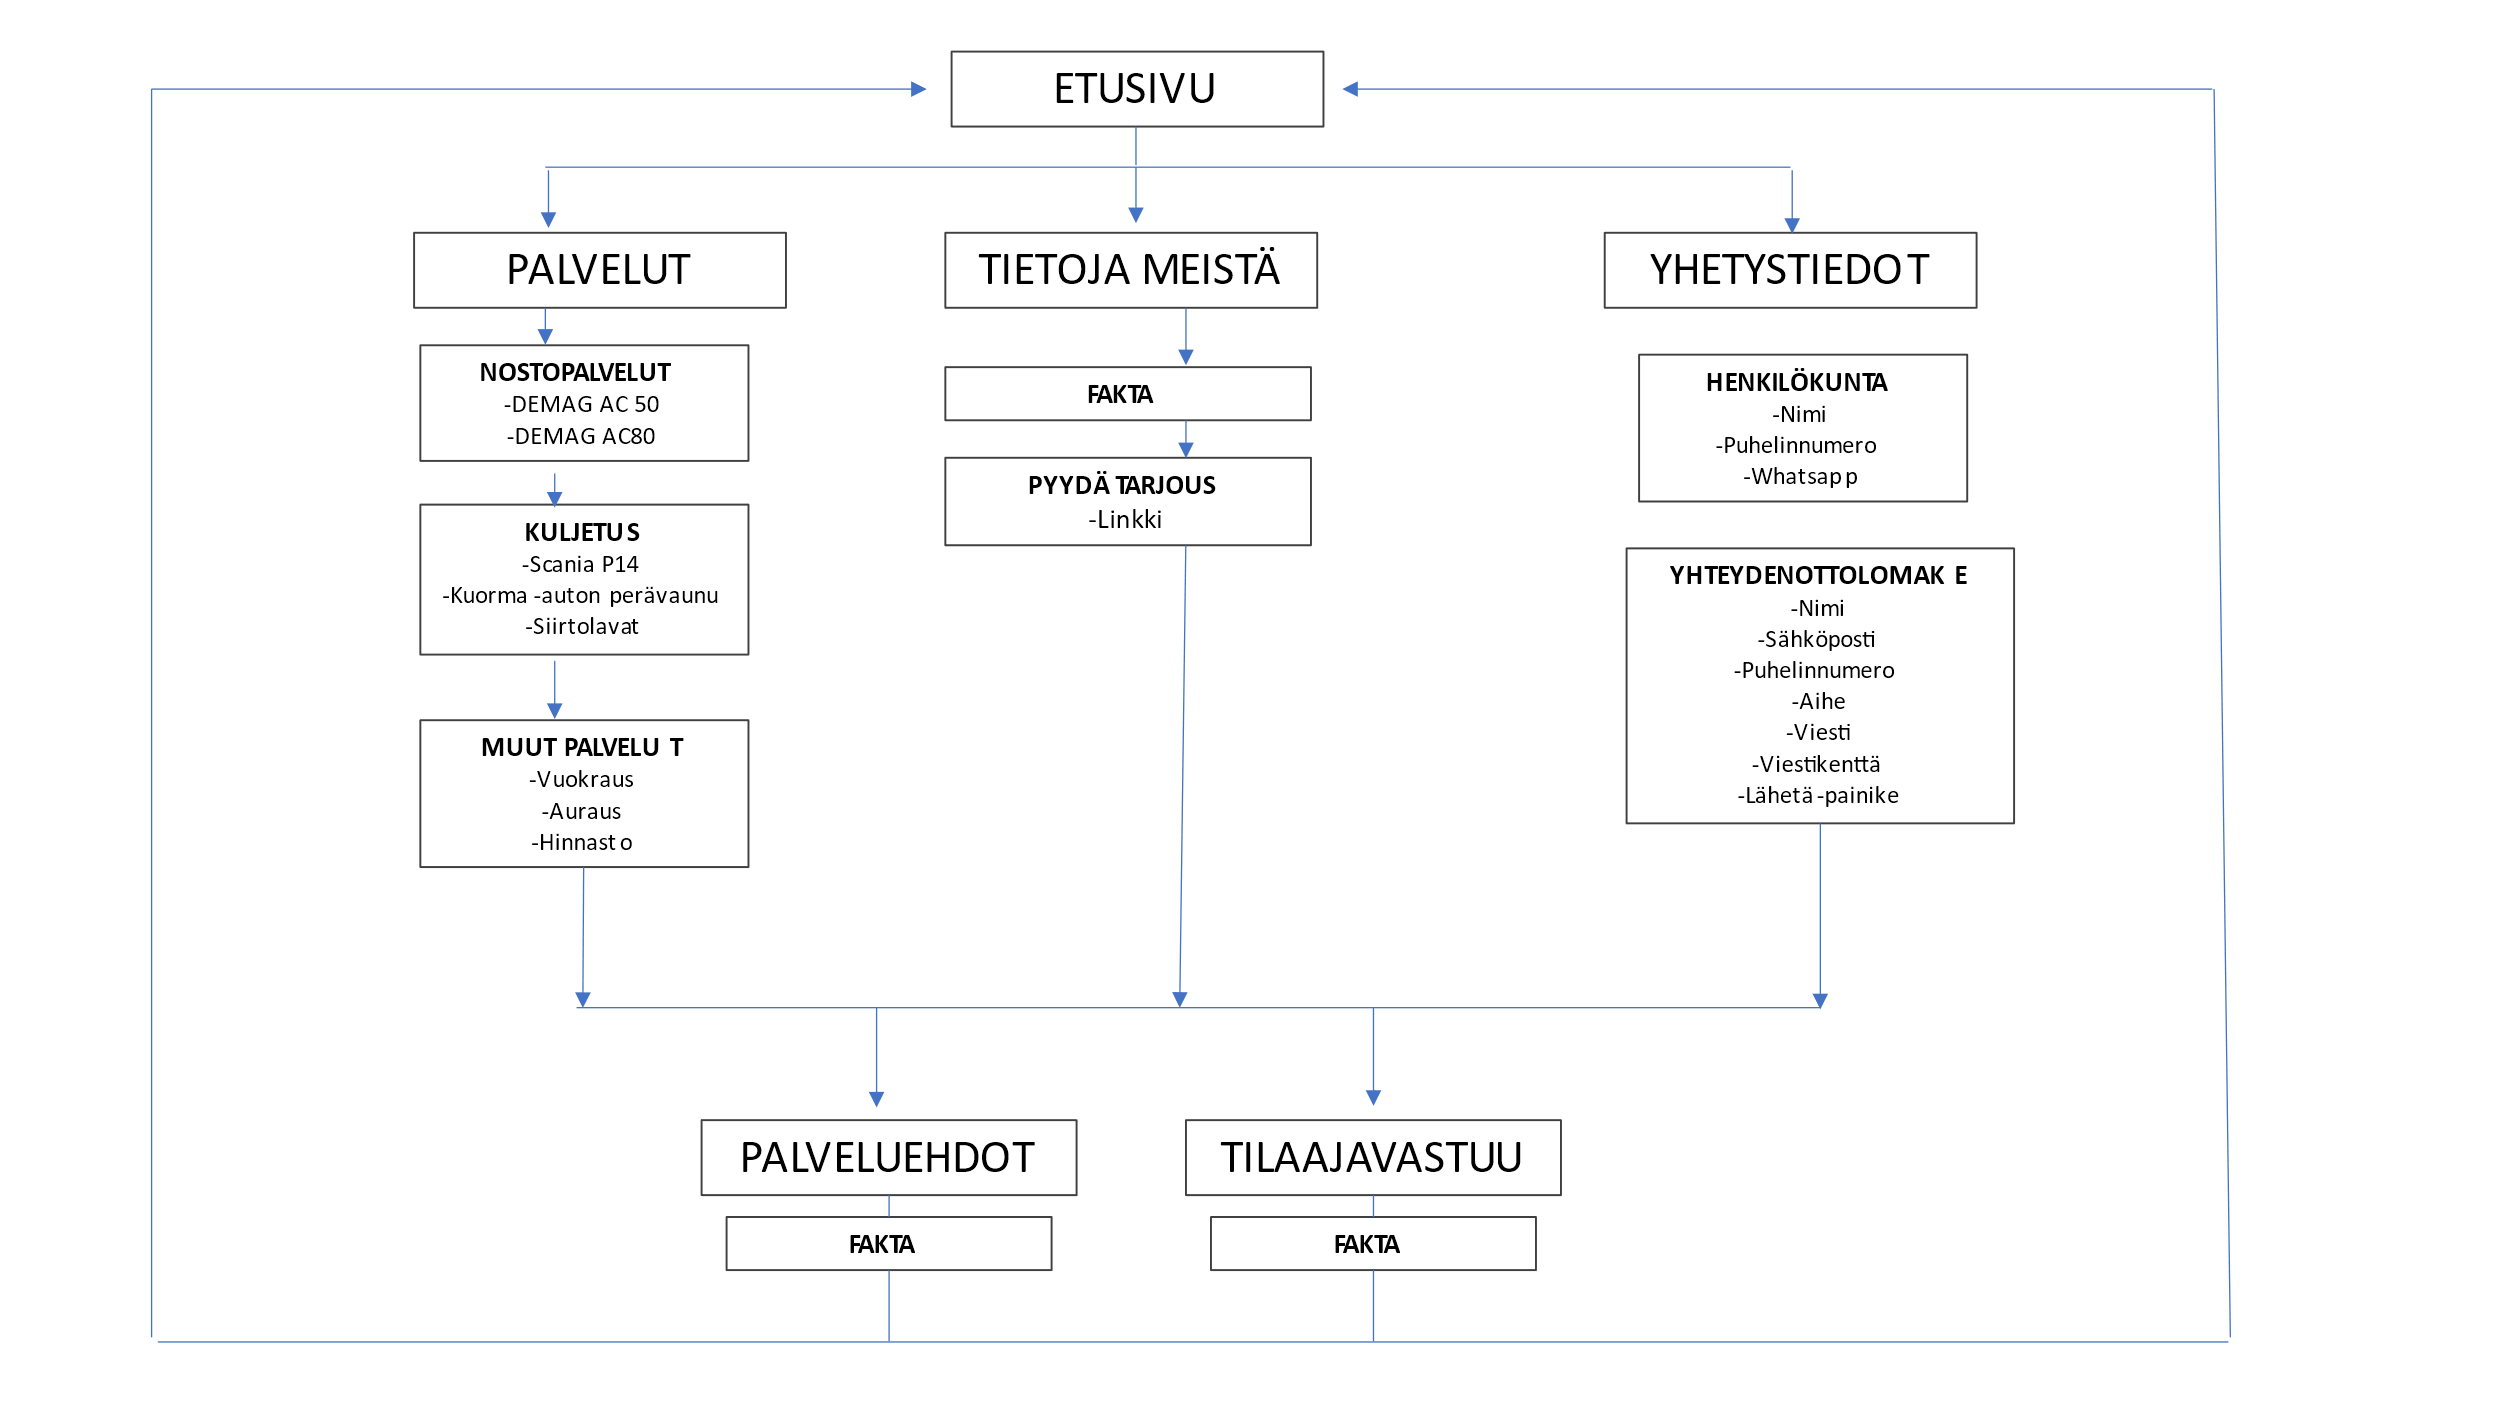 ETUSIVU
PALVELUT
TIETOJA MEISTÄ
YHETYSTIEDOT
NOSTOPALVELUT
-DEMAG AC 50
-DEMAG AC80
KULJETUS
-Scania P14
-Kuorma-auton perävaunu
-Siirtolavat
MUUT PALVELUT
-Vuokraus
-Auraus
-Hinnasto
FAKTA
PYYDÄ TARJOUS
-Linkki
HENKILÖKUNTA
-Nimi
-Puhelinnumero
-Whatsapp
YHTEYDENOTTOLOMAKE
-Nimi
-Sähköposti
-Puhelinnumero
-Aihe
-Viesti
-Viestikenttä
-Lähetä-painike
PALVELUEHDOT
FAKTA
TILAAJAVASTUU
FAKTA